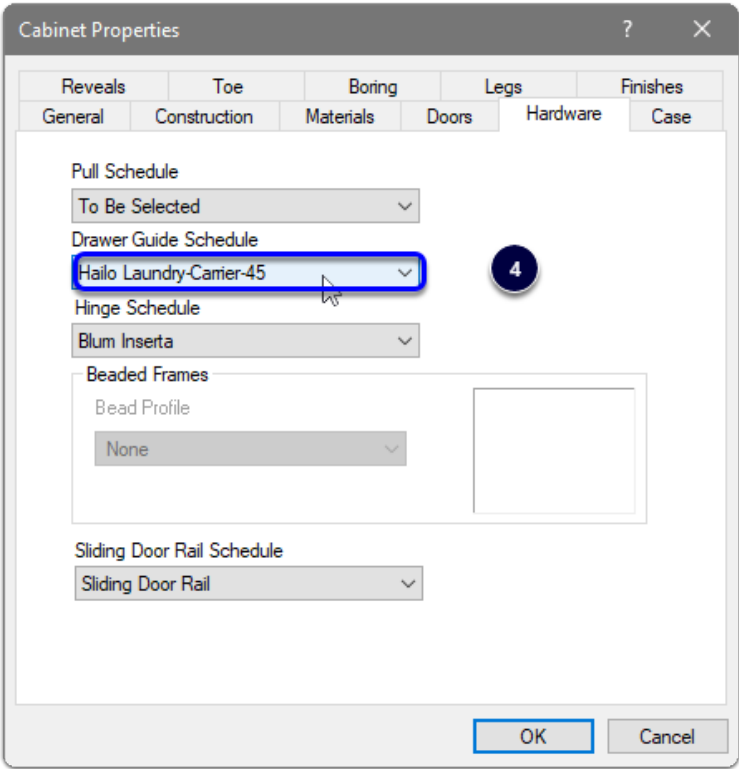 Cabinet Properties ?
Reveals Toe Boring Legs Finishes
General Construction Materials Doors Hardware Case
Pull Schedule
To Be Selected
Drawer Guide Schedule
Hailo Laundry-Carrier-45
4
Hinge Schedule
Blum Inserta
Beaded Frames
Bead Profile
None
Sliding Door Rail Schedule
Sliding Door Rail
OK Cancel